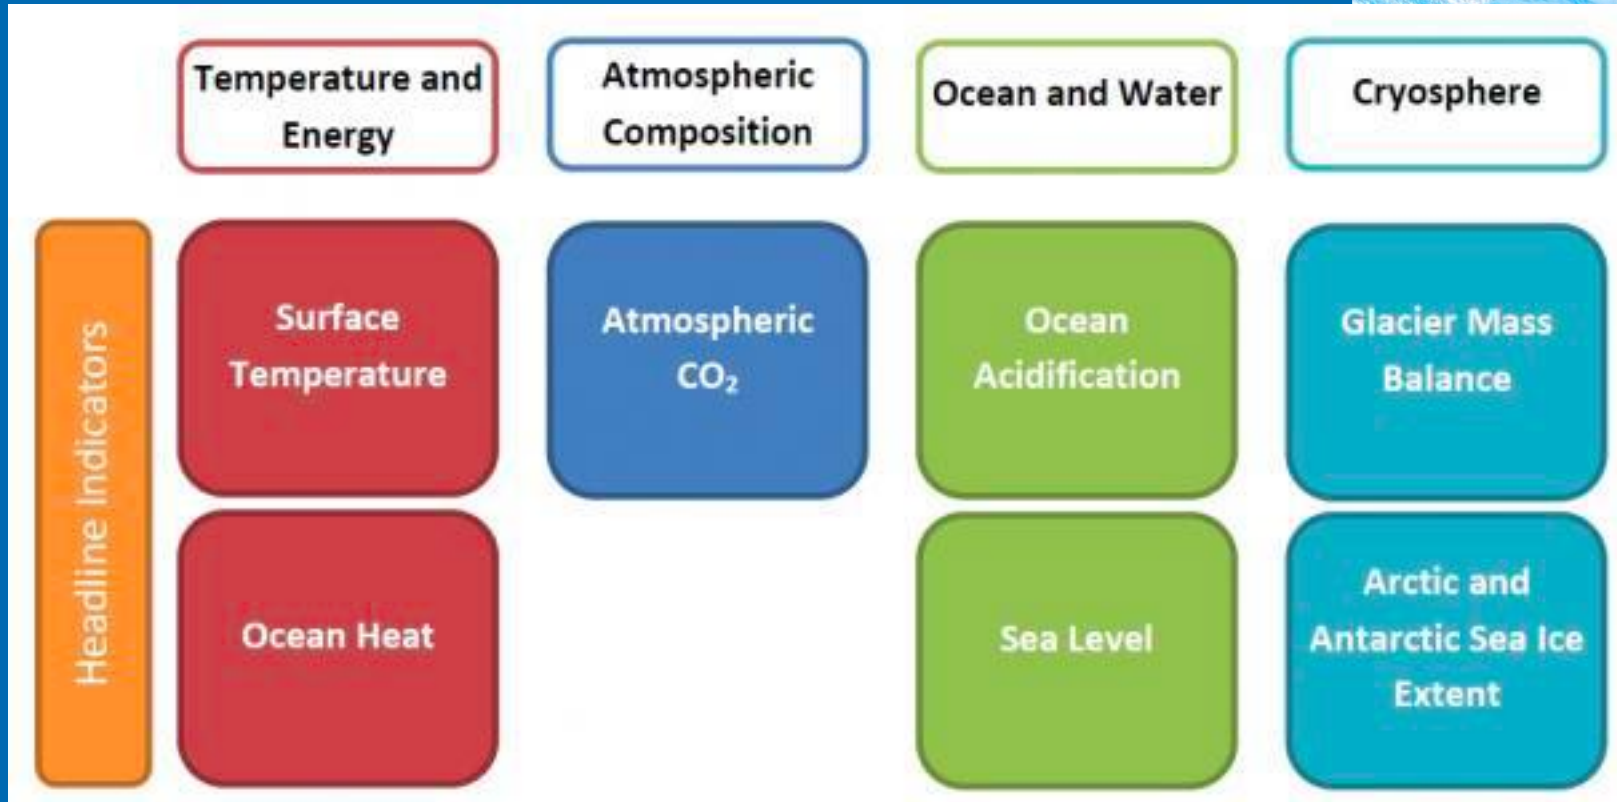 Temperature and
Energy
Atmospheric
Composition
Ocean and Water
Cryosphere
Headline Indicators
Surface
Temperature
Atmospheric
CO₂
Ocean
Acidification
Glacier Mass
Balance
Ocean Heat
Sea Level
Arctic and
Antarctic Sea Ice
Extent